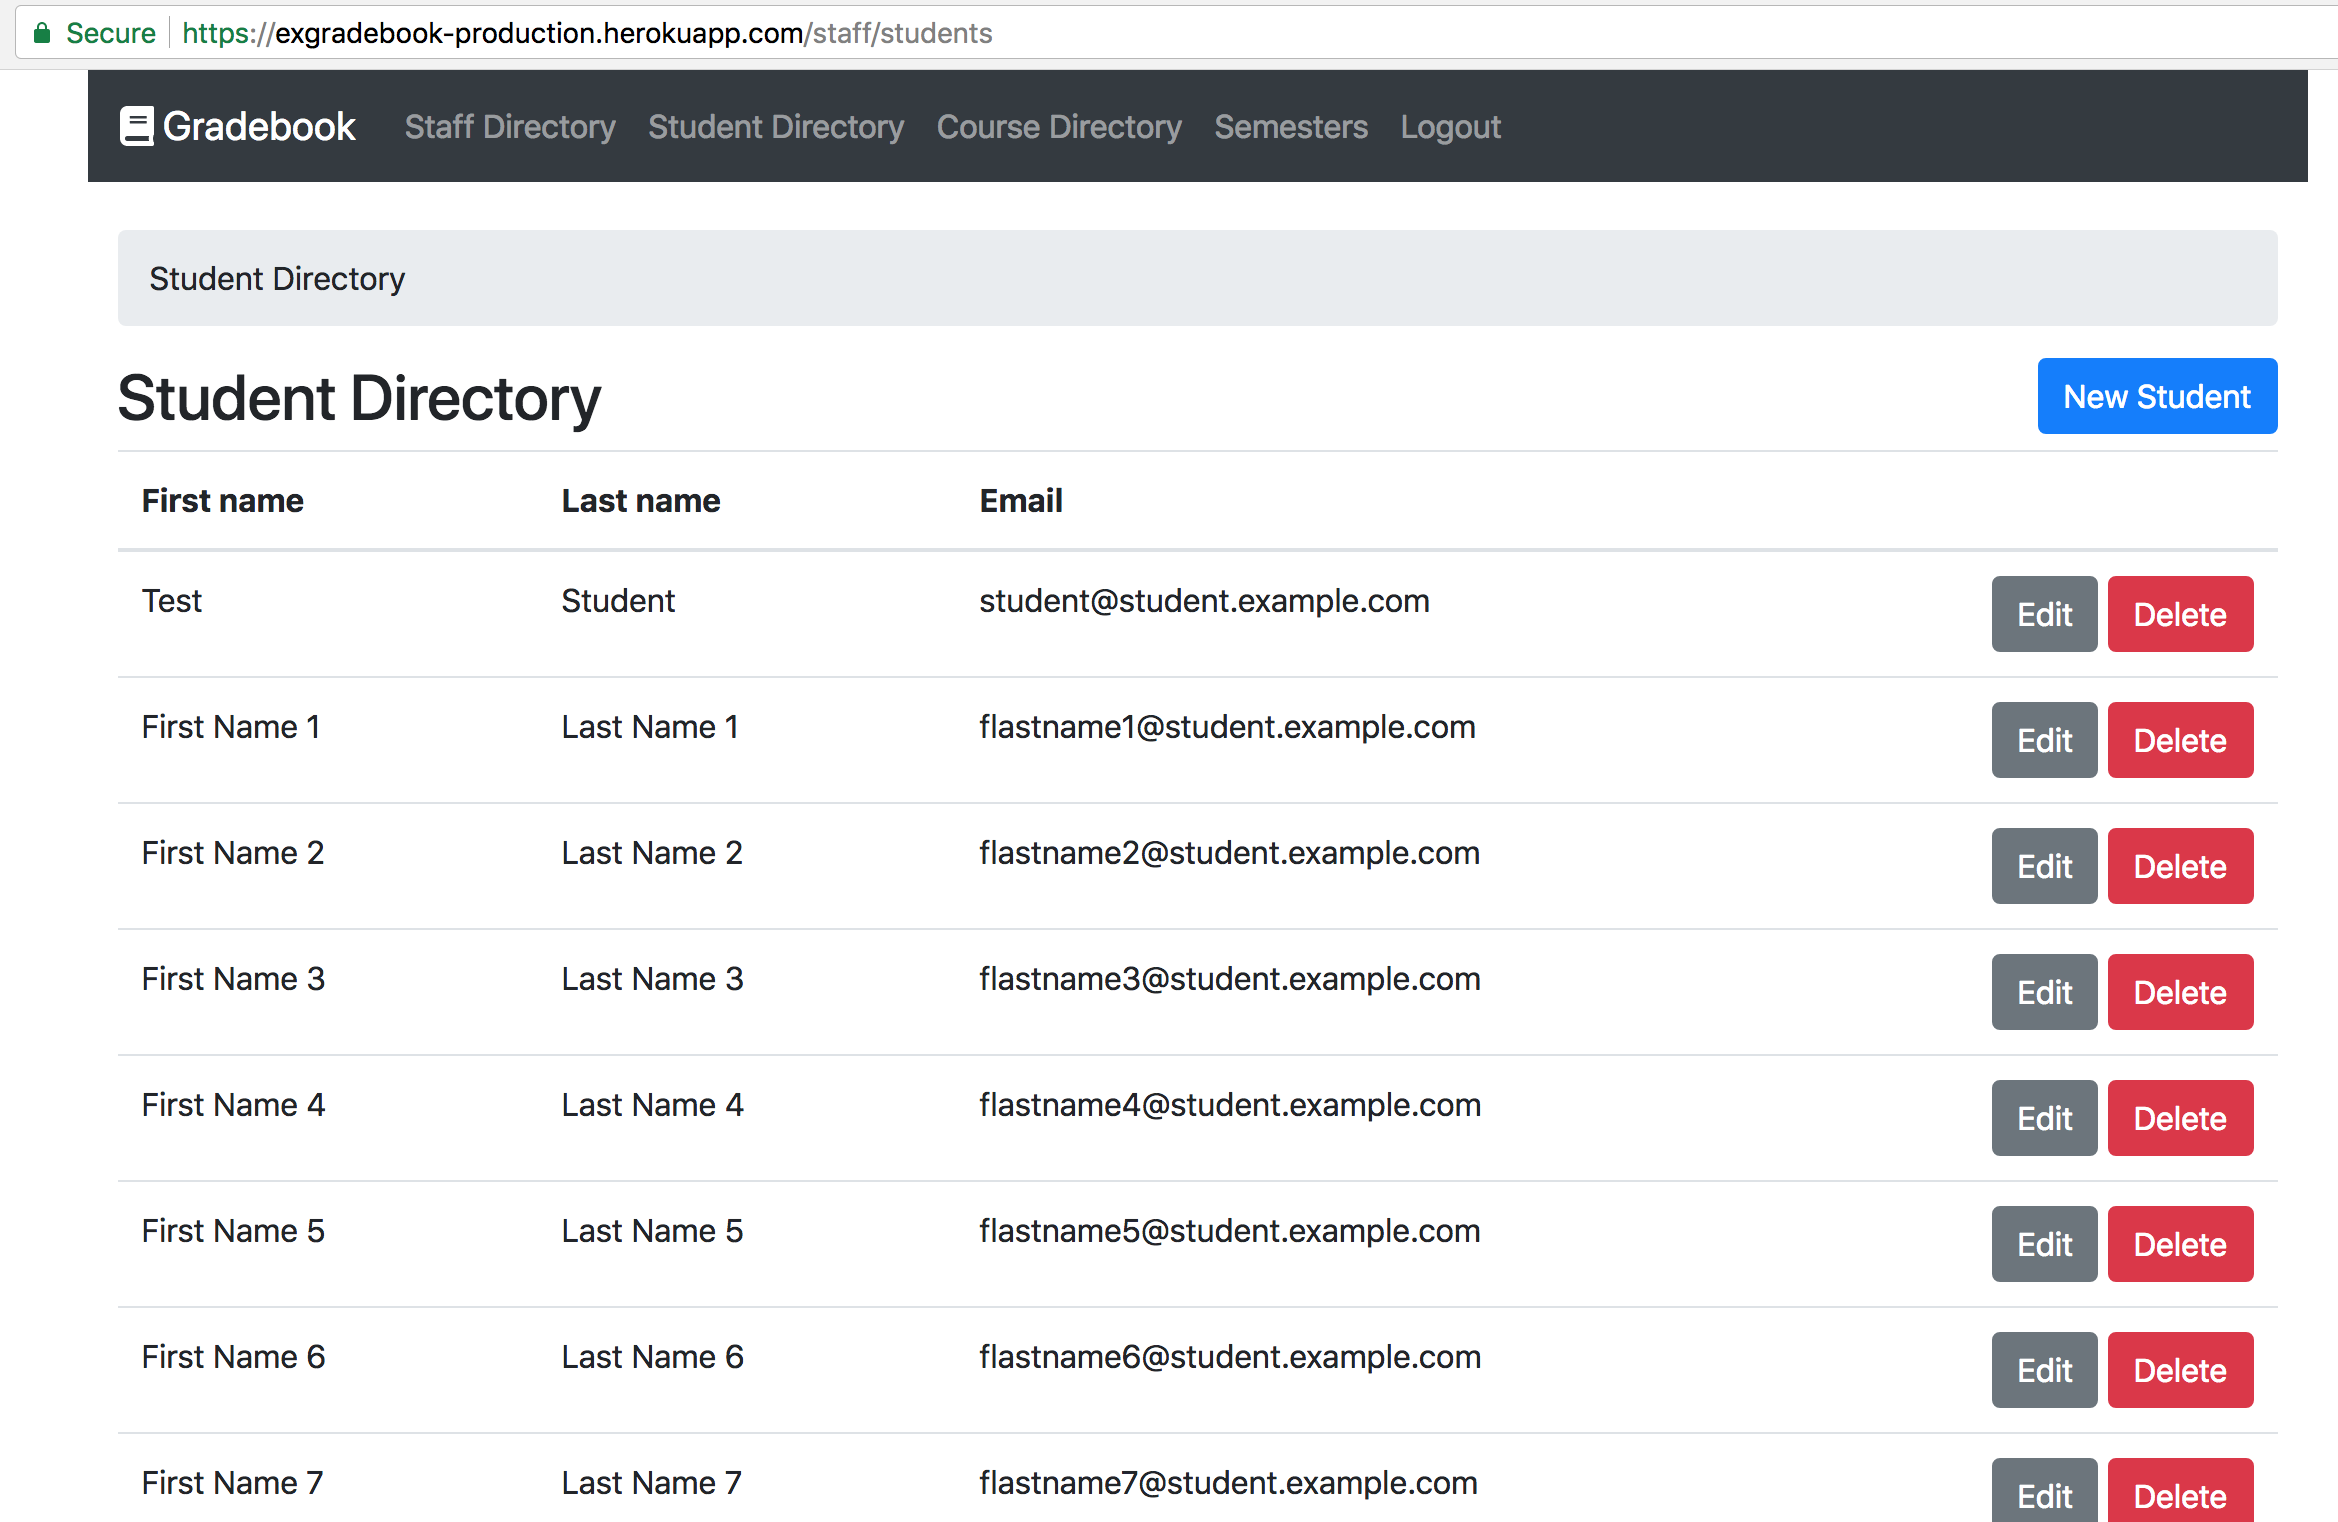 Secure https://exgradebook-production.herokuapp.com/staff/students
Gradebook Staff Directory Student Directory Course Directory Semesters Logout
Student Directory
Student Directory New Student
First name Last name Email
Test Student student@student.example.com Edit Delete
First Name 1 Last Name 1 flastname1@student.example.com Edit Delete
First Name 2 Last Name 2 flastname2@student.example.com Edit Delete
First Name 3 Last Name 3 flastname3@student.example.com Edit Delete
First Name 4 Last Name 4 flastname4@student.example.com Edit Delete
First Name 5 Last Name 5 flastname5@student.example.com Edit Delete
First Name 6 Last Name 6 flastname6@student.example.com Edit Delete
First Name 7 Last Name 7 flastname7@student.example.com Edit Delete